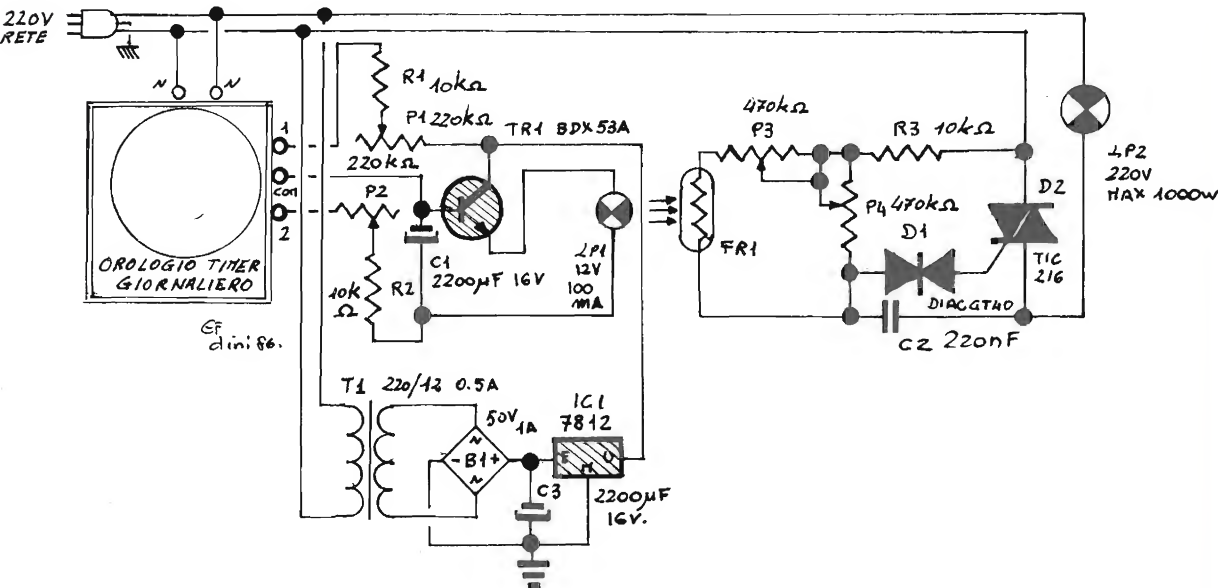 220V
RETE
N
N
1
COM
2
OROLOGIO TIMER
GIORNALIERO
R1 10kΩ
P1 220kΩ
220kΩ
P2
TR1 BDX53A
C1
2200µF 16V
R2
10k
Ω
LP1
12V
100
mA
FR1
470kΩ
P3
R3 10kΩ
P4 470kΩ
D1
DIAC GT40
D2
TIC
216
C2 220nF
LP2
220V
MAX 1000W
T1 220/12 0.5A
50V
1A
~
- B1 +
~
IC1
7812
E
U
M
C3
2200µF
16V.